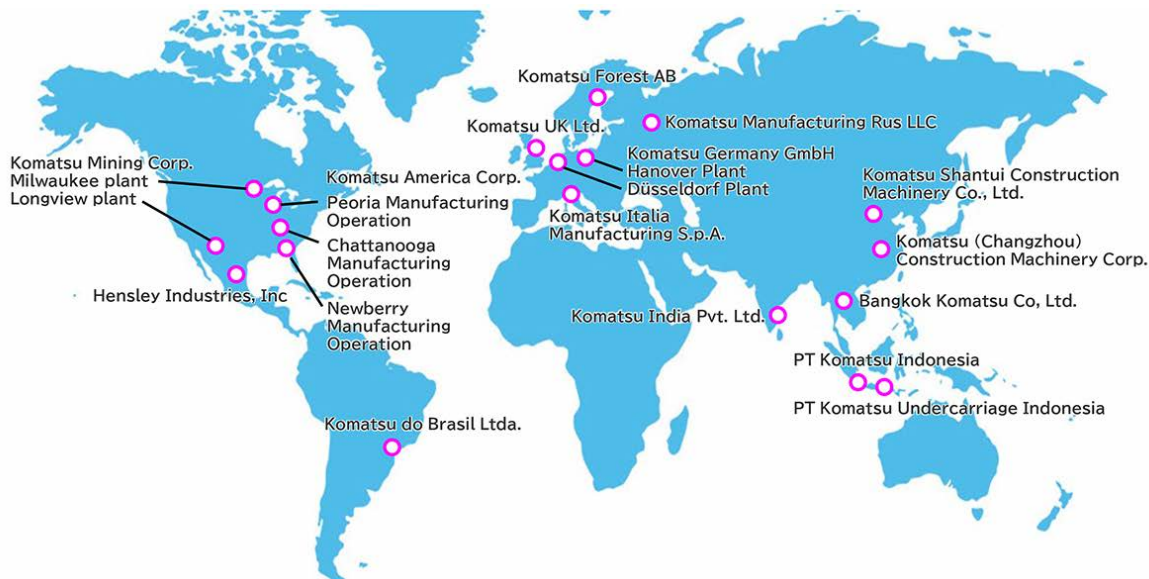 Komatsu Forest AB
Komatsu UK Ltd.
Komatsu Manufacturing Rus LLC
Komatsu Germany GmbH
Hanover Plant
Düsseldorf Plant
Komatsu Italia
Manufacturing S.p.A.
Komatsu Mining Corp.
Milwaukee plant
Longview plant
Komatsu America Corp.
Peoria Manufacturing
Operation
Chattanooga
Manufacturing
Operation
Newberry
Manufacturing
Operation
Hensley Industries, Inc
Komatsu do Brasil Ltda.
Komatsu Shantui Construction
Machinery Co., Ltd.
Komatsu (Changzhou)
Construction Machinery Corp.
Bangkok Komatsu Co, Ltd.
Komatsu India Pvt. Ltd.
PT Komatsu Indonesia
PT Komatsu Undercarriage Indonesia